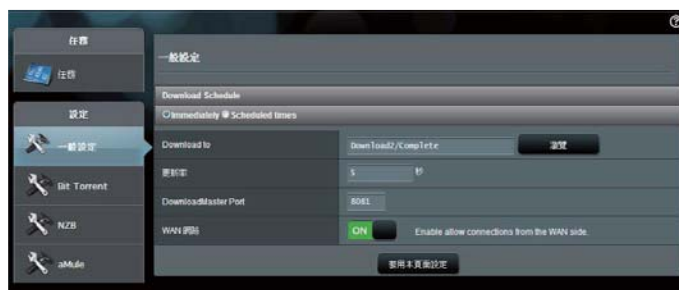 任務
任務
設定
一般設定
Bit Torrent
NZB
aMule
一般設定
Download Schedule
Immediately Scheduled times
Download to Download2/Complete 瀏覽
更新率 5 秒
DownloadMaster Port 8081
WAN 網路 ON Enable allow connections from the WAN side.
套用本頁面設定